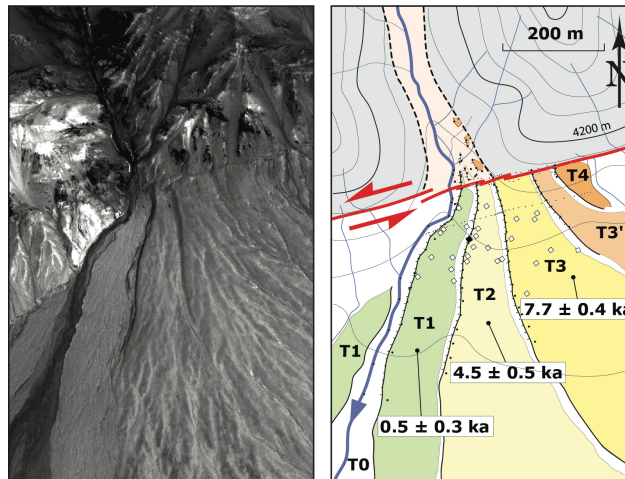 200 m
N
4200 m
T4
T3'
T3
7.7 ± 0.4 ka
T2
T1
T1
4.5 ± 0.5 ka
0.5 ± 0.3 ka
T0